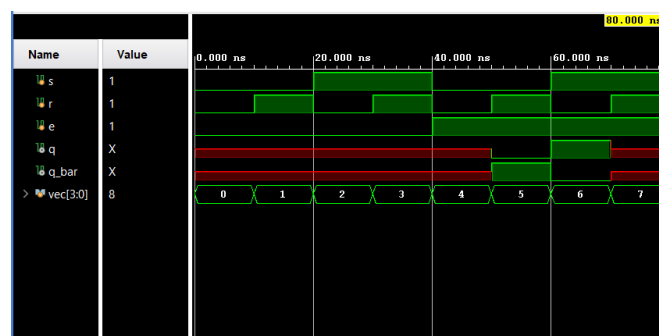 80.000 ns
Name Value 0.000 ns 20.000 ns 40.000 ns 60.000 ns
s 1
r 1
e 1
q X
q_bar X
> vec[3:0] 8 0 1 2 3 4 5 6 7